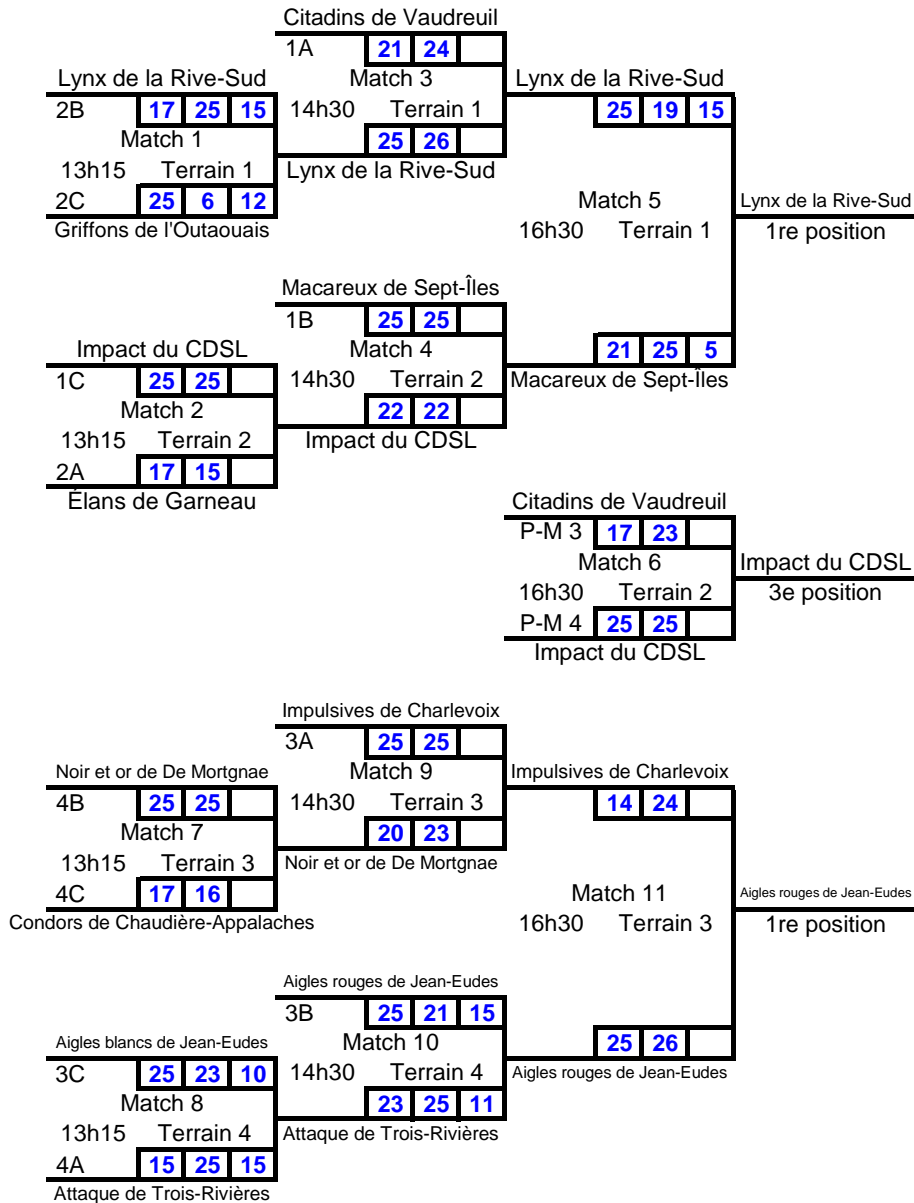 Citadins de Vaudreuil
1A 21 24
Lynx de la Rive-Sud Match 3 Lynx de la Rive-Sud
2B 17 25 15 14h30 Terrain 1 25 19 15
Match 1 25 26
13h15 Terrain 1 Lynx de la Rive-Sud
2C 25 6 12 Match 5 Lynx de la Rive-Sud
Griffons de l'Outaouais 16h30 Terrain 1 1re position
Macareux de Sept-Îles
1B 25 25
Impact du CDSL Match 4 21 25 5
1C 25 25 14h30 Terrain 2 Macareux de Sept-Îles
Match 2 22 22
13h15 Terrain 2 Impact du CDSL
2A 17 15
Élans de Garneau Citadins de Vaudreuil
P-M 3 17 23
Match 6 Impact du CDSL
16h30 Terrain 2 3e position
P-M 4 25 25
Impact du CDSL
Impulsives de Charlevoix
3A 25 25
Noir et or de De Mortgnae Match 9 Impulsives de Charlevoix
4B 25 25 14h30 Terrain 3 14 24
Match 7 20 23
13h15 Terrain 3 Noir et or de De Mortgnae
4C 17 16 Match 11 Aigles rouges de Jean-Eudes
Condors de Chaudière-Appalaches 16h30 Terrain 3 1re position
Aigles rouges de Jean-Eudes
3B 25 21 15
Aigles blancs de Jean-Eudes Match 10 25 26
3C 25 23 10 14h30 Terrain 4 Aigles rouges de Jean-Eudes
Match 8 23 25 11
13h15 Terrain 4 Attaque de Trois-Rivières
4A 15 25 15
Attaque de Trois-Rivières